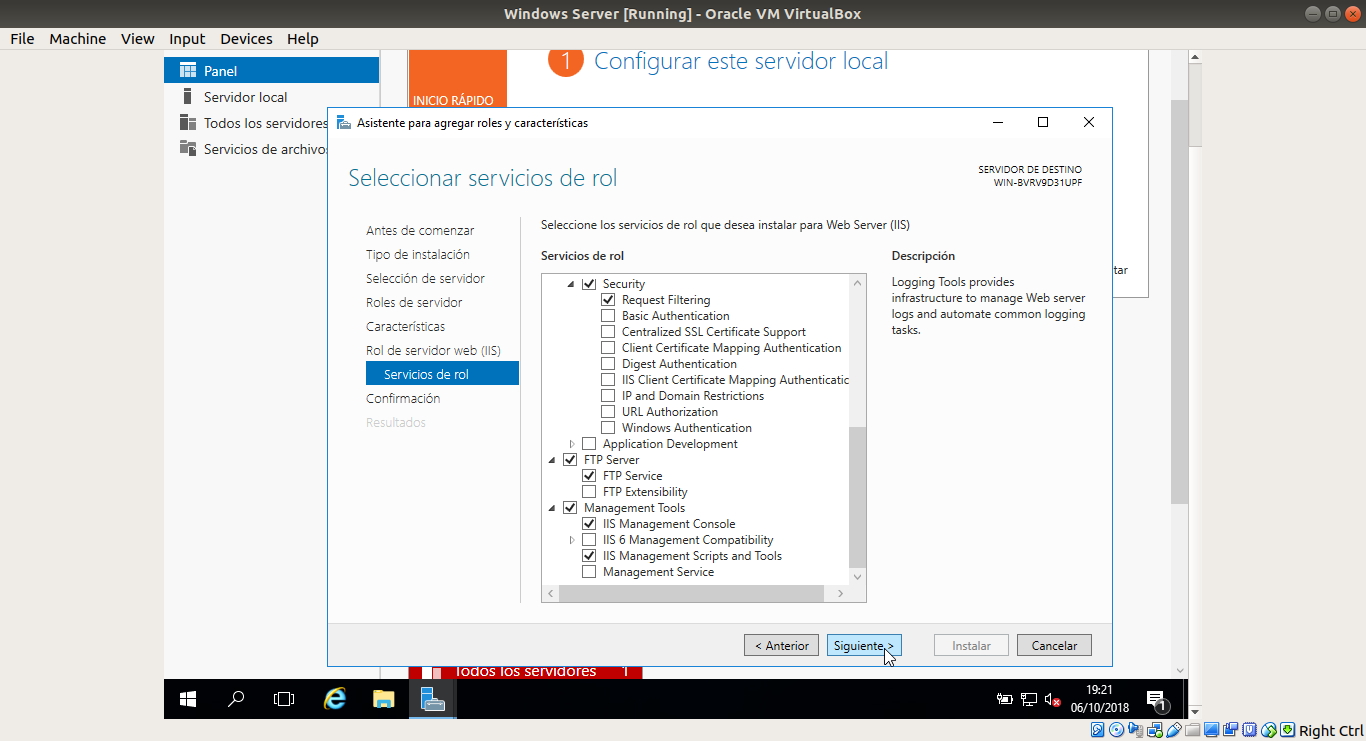 Windows Server [Running] - Oracle VM VirtualBox
File Machine View Input Devices Help
Panel
Servidor local
Todos los servidores
Servicios de archivo
INICIO RÁPIDO
1 Configurar este servidor local
Asistente para agregar roles y características
Seleccionar servicios de rol
SERVIDOR DE DESTINO
WIN-BVRV9D31UPF
Antes de comenzar
Tipo de instalación
Selección de servidor
Roles de servidor
Características
Rol de servidor web (IIS)
Servicios de rol
Confirmación
Resultados
Seleccione los servicios de rol que desea instalar para Web Server (IIS)
Servicios de rol
Security
Request Filtering
Basic Authentication
Centralized SSL Certificate Support
Client Certificate Mapping Authentication
Digest Authentication
IIS Client Certificate Mapping Authenticatic
IP and Domain Restrictions
URL Authorization
Windows Authentication
Application Development
FTP Server
FTP Service
FTP Extensibility
Management Tools
IIS Management Console
IIS 6 Management Compatibility
IIS Management Scripts and Tools
Management Service
Descripción
Logging Tools provides
infrastructure to manage Web server
logs and automate common logging
tasks.
tar
< Anterior
Siguiente >
Instalar
Cancelar
Todos los servidores 1
19:21
06/10/2018
1
Right Ctrl